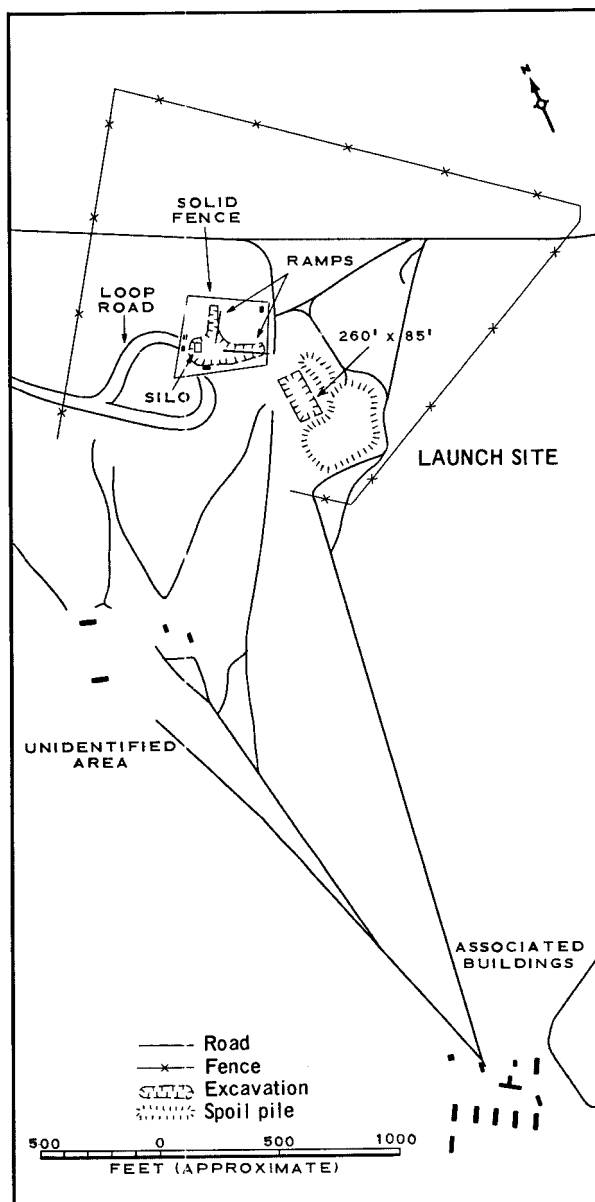 N
SOLID
FENCE
RAMPS
LOOP
ROAD
260' x 85'
SILO
LAUNCH SITE
UNIDENTIFIED
AREA
ASSOCIATED
BUILDINGS
Road
Fence
Excavation
Spoil pile
500 0 500 1000
FEET (APPROXIMATE)